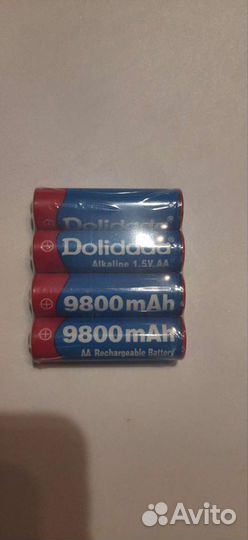 Dolidada®
Dolidada®
Alkaline 1.5V AA
9800mAh
9800mAh
AA Rechargeable Battery
Avito